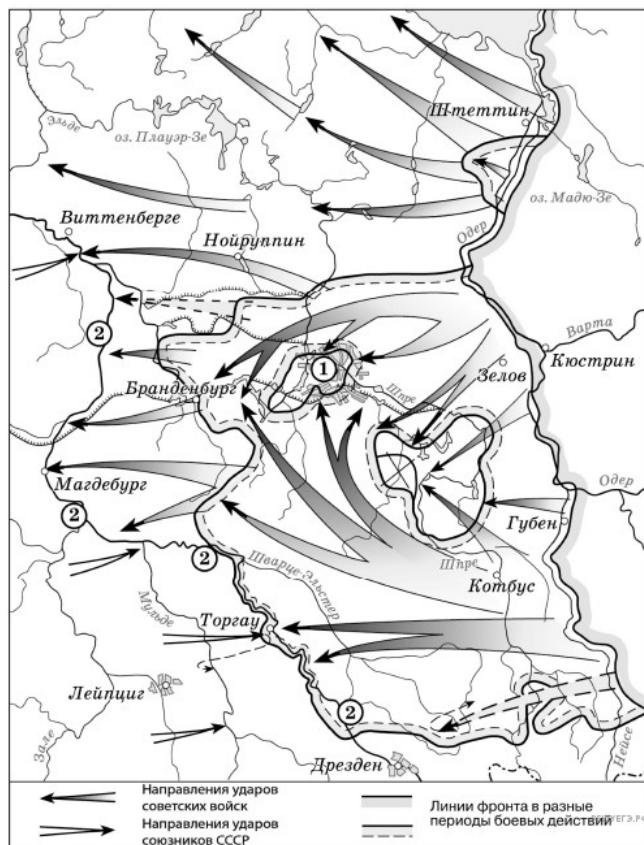 Штеттин
Эльде
оз. Плауэр-Зе
оз. Мадю-Зе
Виттенберге
Нойруппин
Одер
②
①
Варта
Кюстрин
Зелов
Шпре
Бранденбург
Магдебург
Одер
②
Губен
②
Шварце-Эльстер
Шпре
Котбус
Мульде
Торгау
Лейпциг
②
Зале
Дрезден
Нейсе
Направления ударов
советских войск
Направления ударов
союзников СССР
Линии фронта в разные
периоды боевых действий